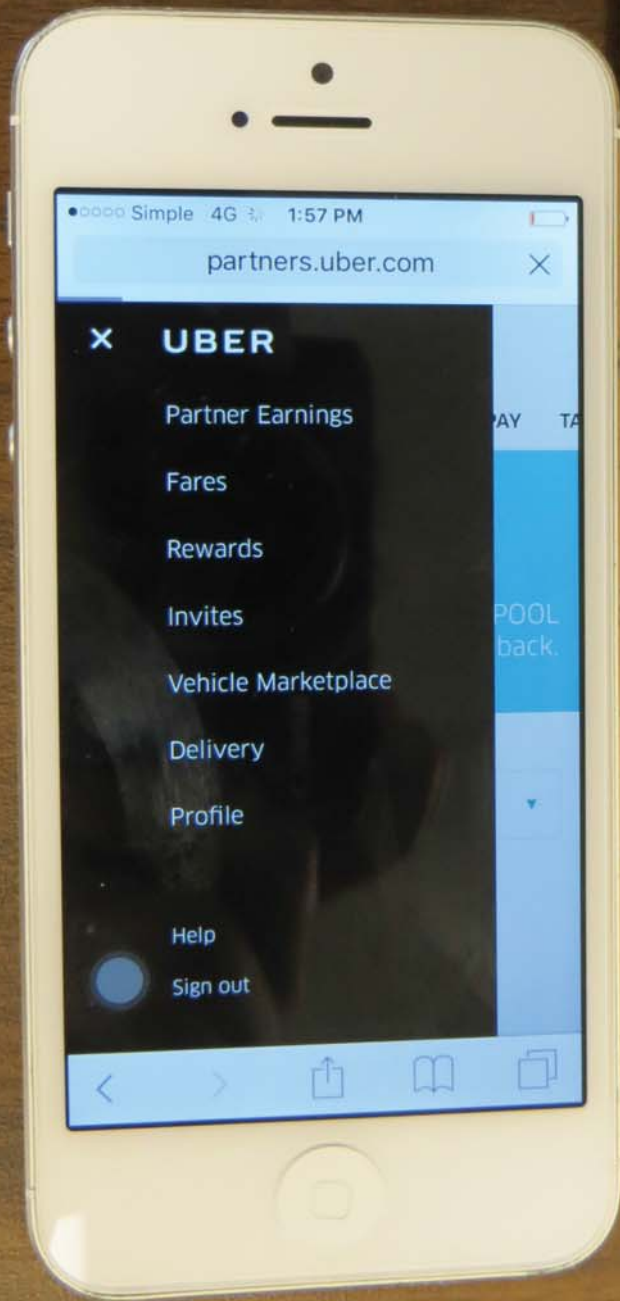 Simple 4G 1:57 PM
partners.uber.com
UBER
Partner Earnings
PAY TA
Fares
Rewards
Invites
POOL
back.
Vehicle Marketplace
Delivery
Profile
Help
Sign out